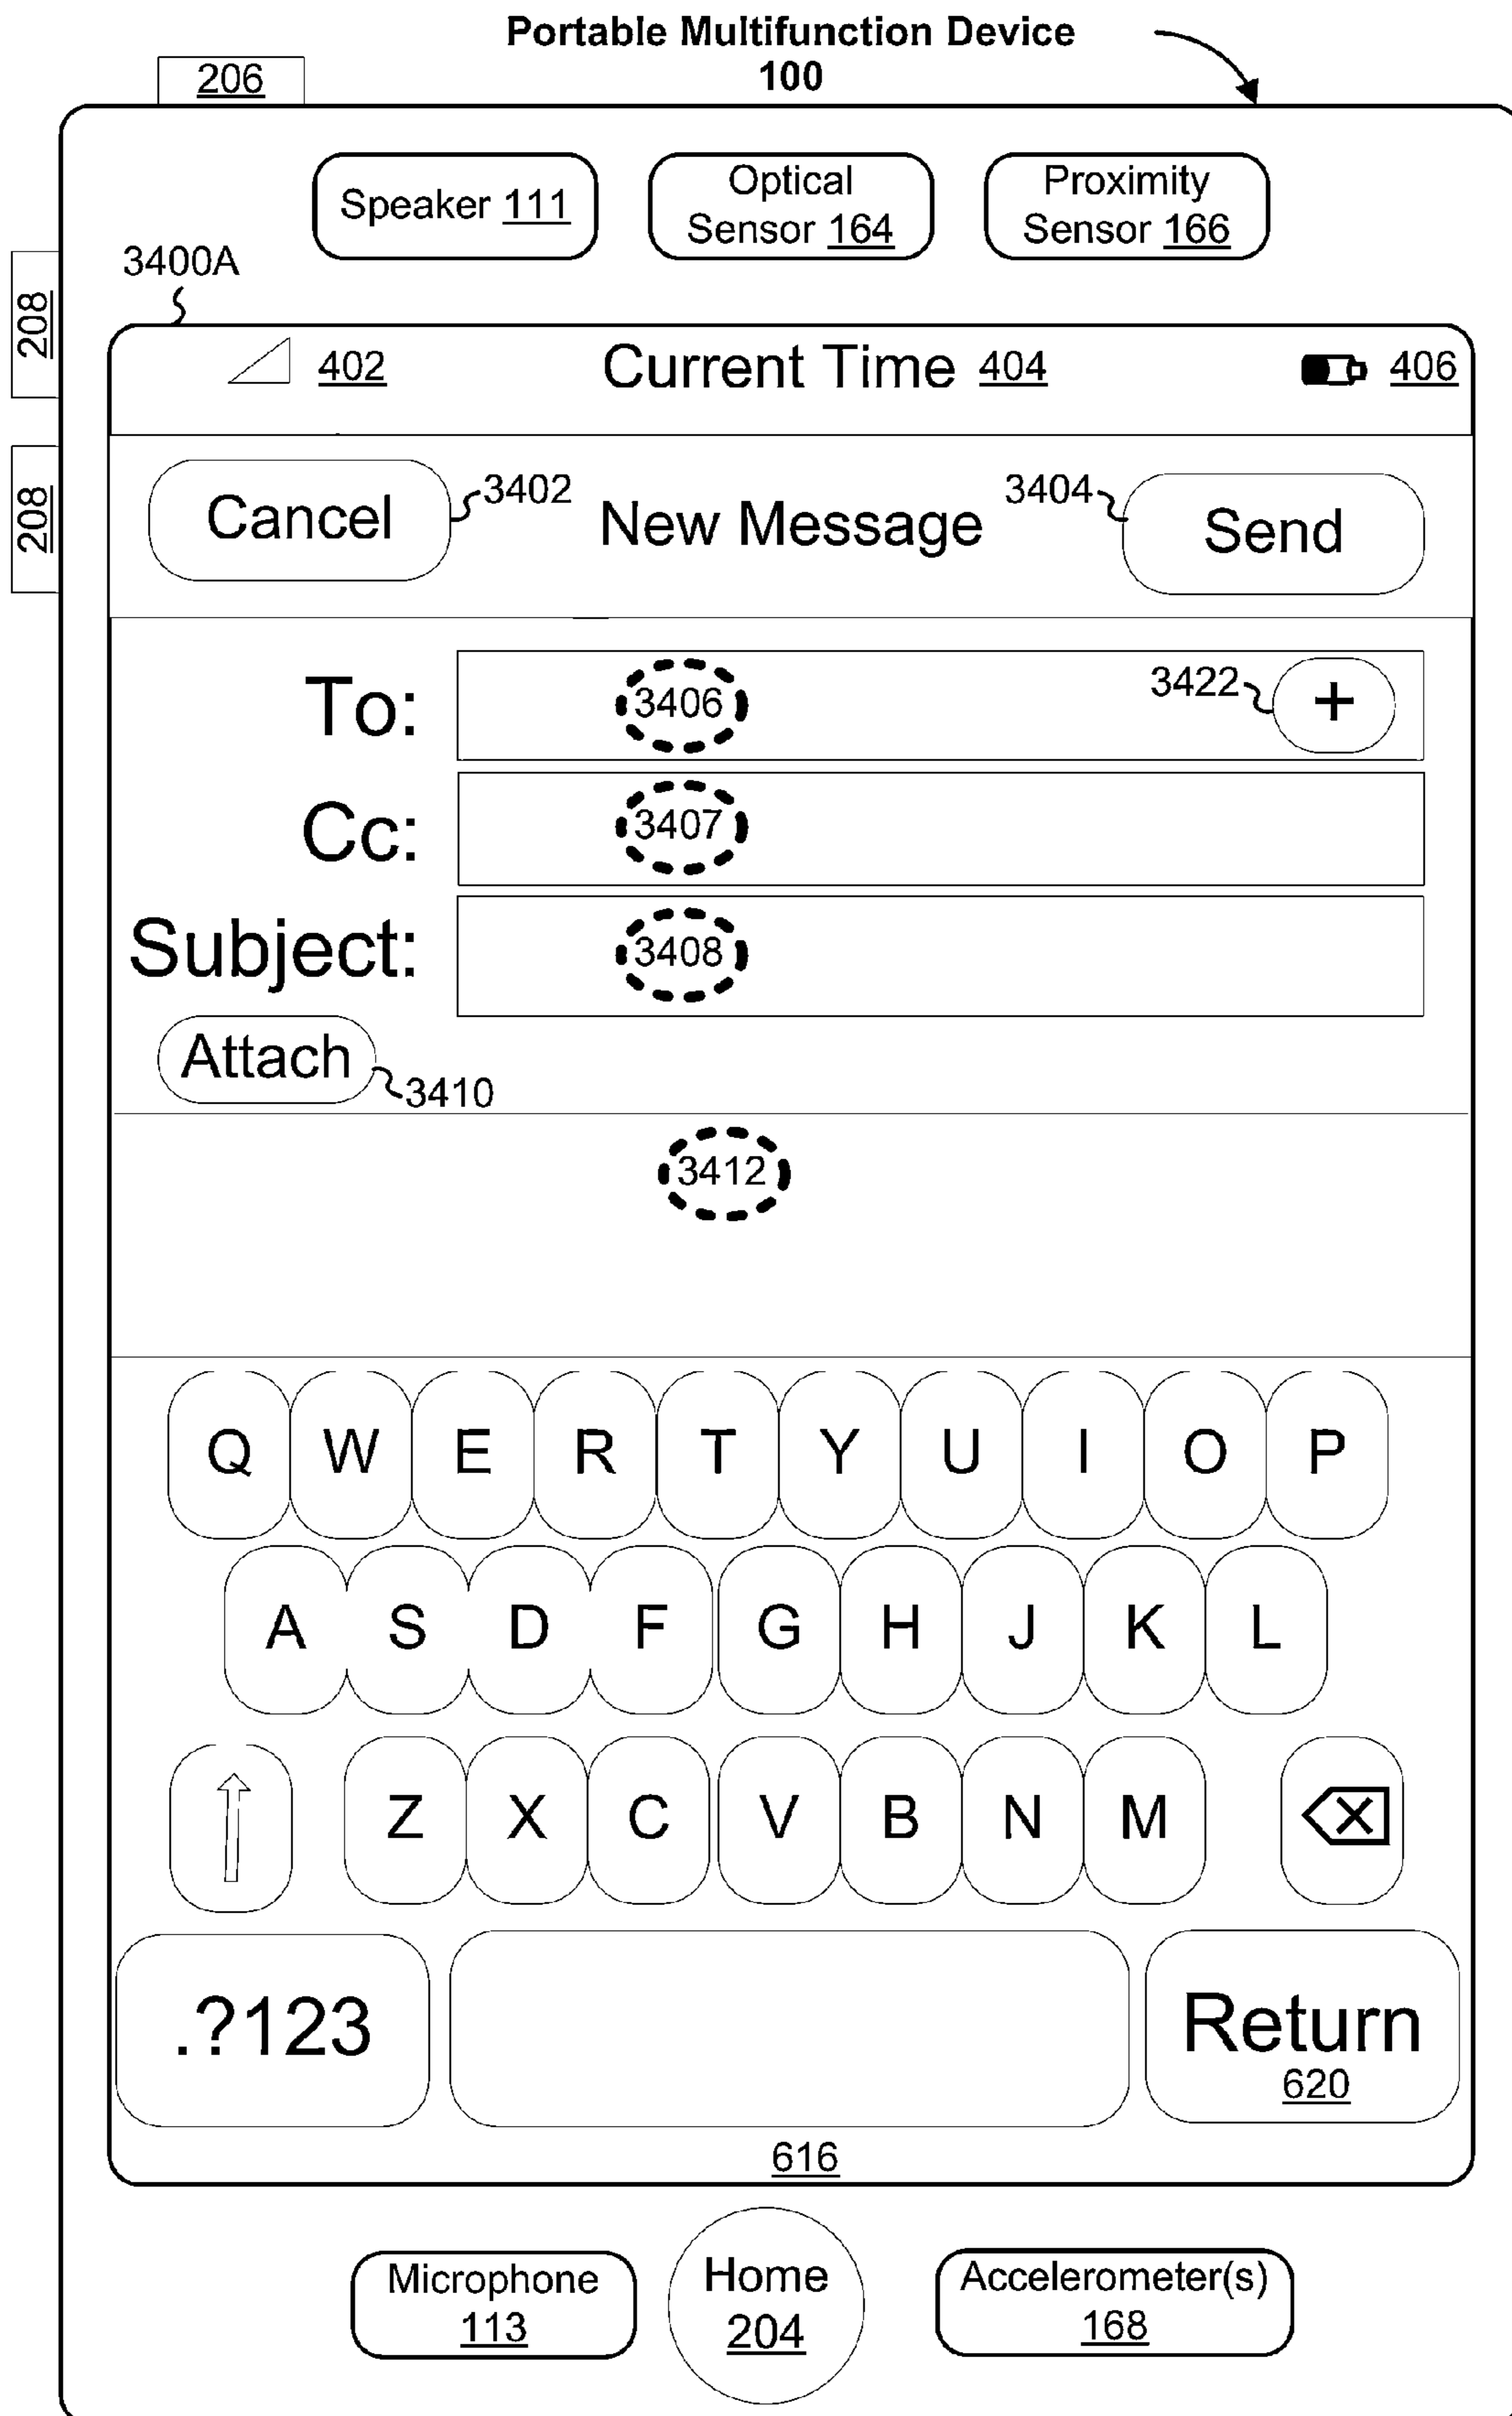 Portable Multifunction Device
100
206
Speaker 111
Optical
Sensor 164
Proximity
Sensor 166
3400A
208
402
Current Time 404
406
208
Cancel
3402
New Message
3404
Send
To:
3406
3422
+
Cc:
3407
Subject:
3408
Attach
3410
3412
Q W E R T Y U I O P
A S D F G H J K L
Z X C V B N M
.?123
Return
620
616
Microphone
113
Home
204
Accelerometer(s)
168